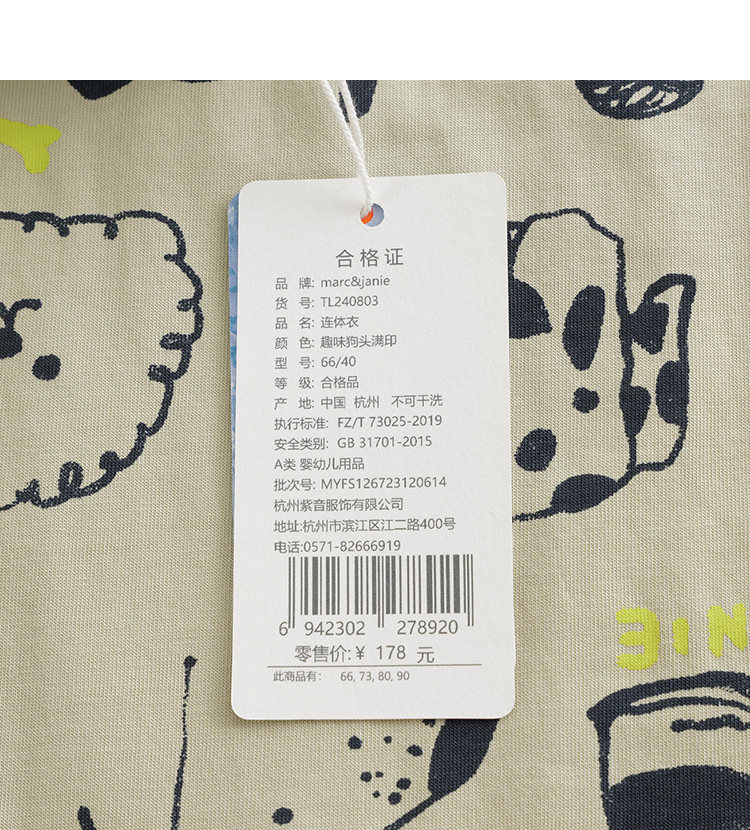 合格证
品 牌: marc&janie
货 号: TL240803
品 名: 连体衣
颜 色: 趣味狗头满印
型 号: 66/40
等 级: 合格品
产 地: 中国 杭州 不可干洗
执行标准: FZ/T 73025-2019
安全类别: GB 31701-2015
A类 婴幼儿用品
批次号: MYFS126723120614
杭州紫音服饰有限公司
地址:杭州市滨江区江二路400号
电话:0571-82666919
6 942302 278920
零售价:¥ 178 元
此商品有: 66, 73, 80, 90
NIE